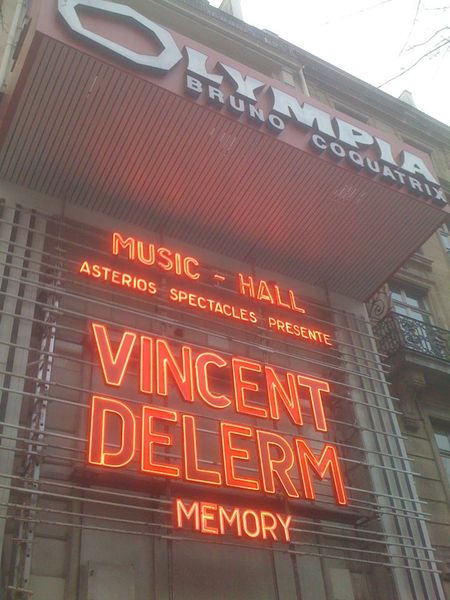 OLYMPIA
BRUNO COQUATRIX
MUSIC - HALL
ASTERIOS SPECTACLES PRESENTE
VINCENT
DELERM
MEMORY